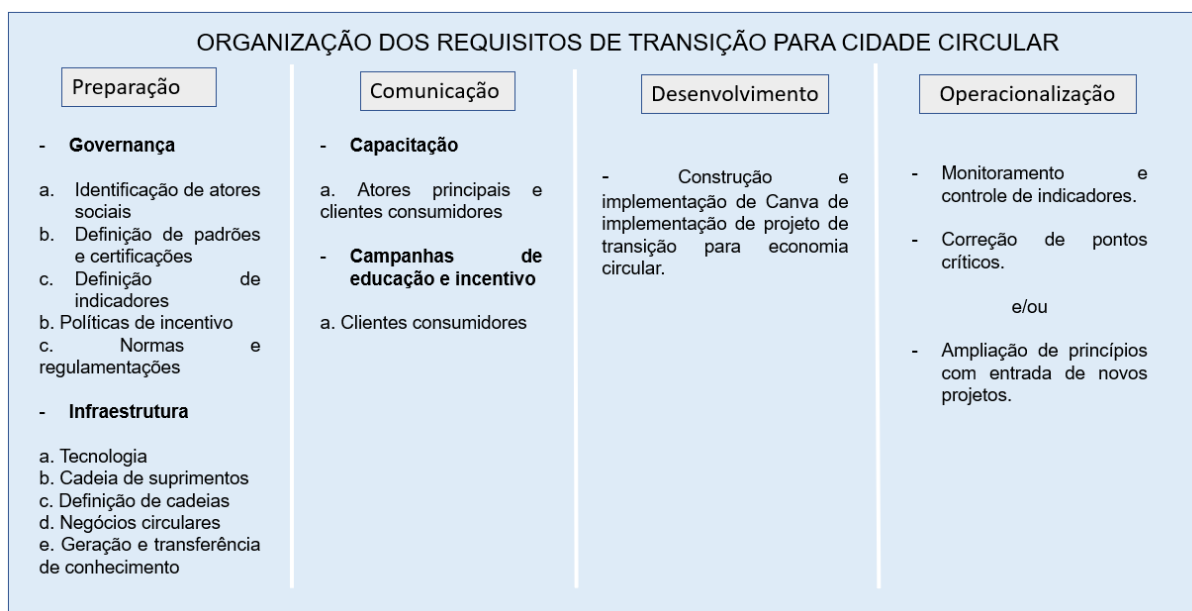 ORGANIZAÇÃO DOS REQUISITOS DE TRANSIÇÃO PARA CIDADE CIRCULAR
Preparação
- Governança
a. Identificação de atores
sociais
b. Definição de padrões
e certificações
c. Definição de
indicadores
b. Políticas de incentivo
c. Normas e
regulamentações
- Infraestrutura
a. Tecnologia
b. Cadeia de suprimentos
c. Definição de cadeias
d. Negócios circulares
e. Geração e transferência
de conhecimento
Comunicação
- Capacitação
a. Atores principais e
clientes consumidores
- Campanhas de
educação e incentivo
a. Clientes consumidores
Desenvolvimento
- Construção e
implementação de Canva de
implementação de projeto de
transição para economia
circular.
Operacionalização
- Monitoramento e
controle de indicadores.
- Correção de pontos
críticos.
e/ou
- Ampliação de princípios
com entrada de novos
projetos.